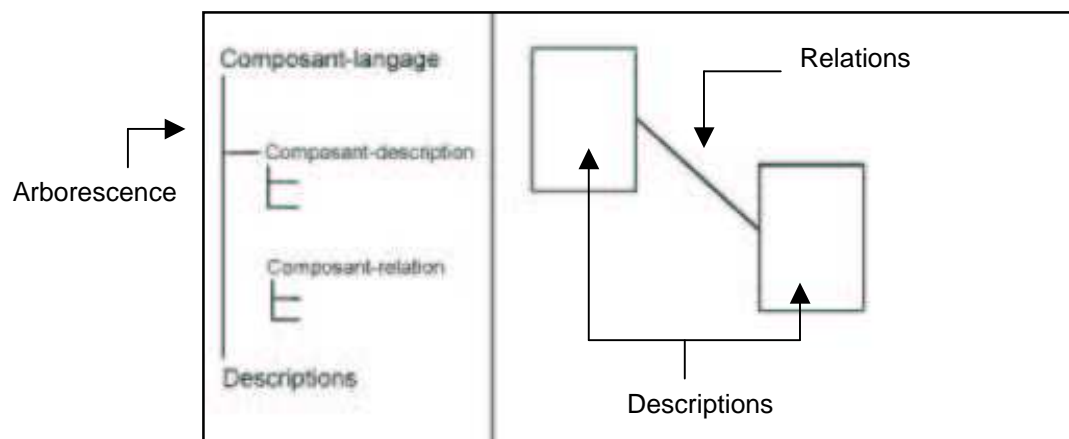 Composant-langage
Relations
Composant-description
Arborescence
Composant-relation
Descriptions
Descriptions